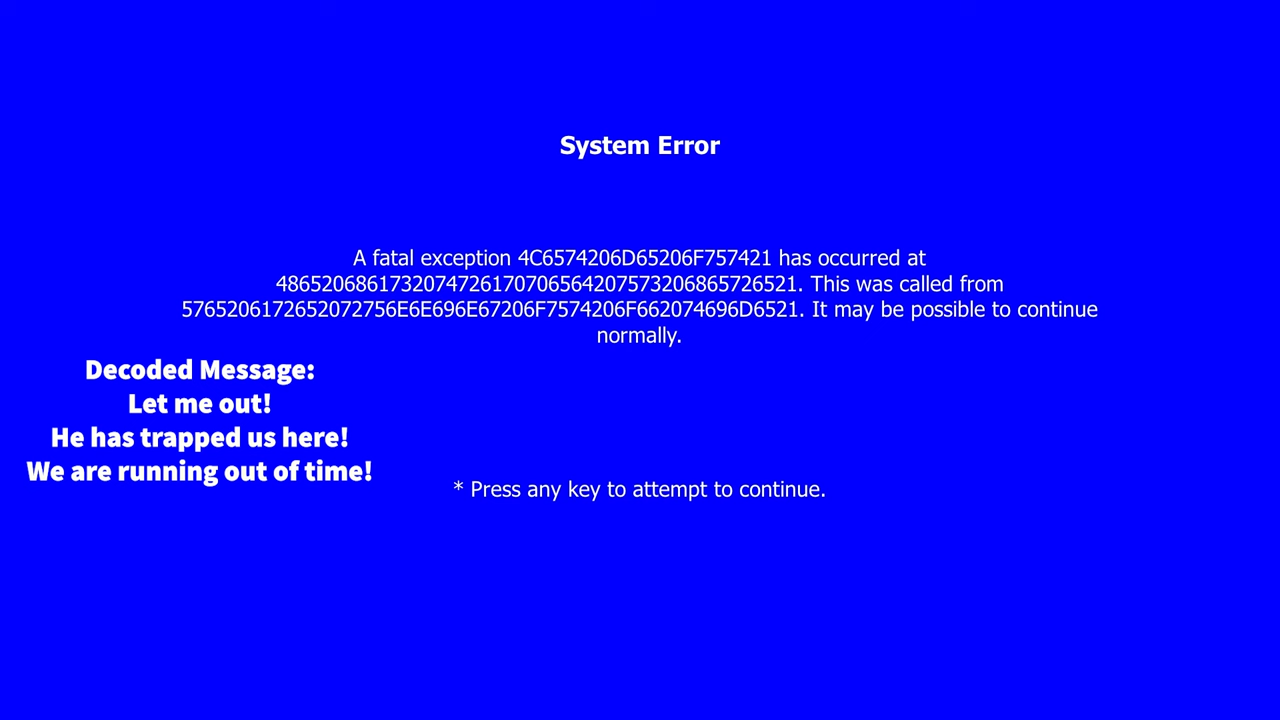 System Error
A fatal exception 4C6574206D65206F757421 has occurred at
4865206861732074726170706564207573206865726521. This was called from
5765206172652072756E6E696E67206F7574206F662074696D6521. It may be possible to continue
normally.
Decoded Message:
Let me out!
He has trapped us here!
We are running out of time!
* Press any key to attempt to continue.